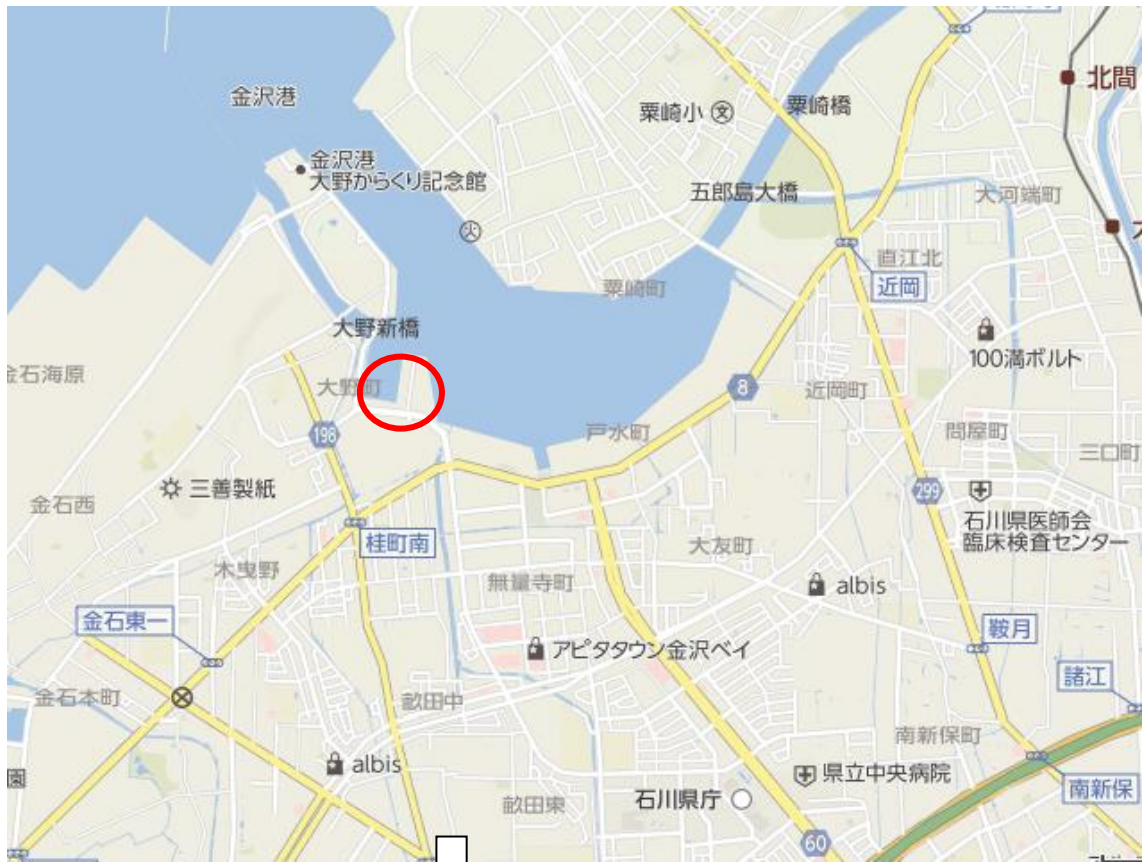 金沢港
北間
粟崎小
粟崎橋
金沢港
大野からくり記念館
五郎島大橋
大河端町
直江北
近岡
粟崎町
大野新橋
100満ボルト
金石海原
大野町
8
近岡町
198
戸水町
問屋町
三口町
三善製紙
299
金石西
石川県医師会
臨床検査センター
桂町南
大友町
木曳野
無量寺町
albis
金石東一
鞍月
アピタタウン金沢ベイ
諸江
金石本町
畝田中
南新保町
albis
県立中央病院
園
南新保
畝田東
石川県庁
60